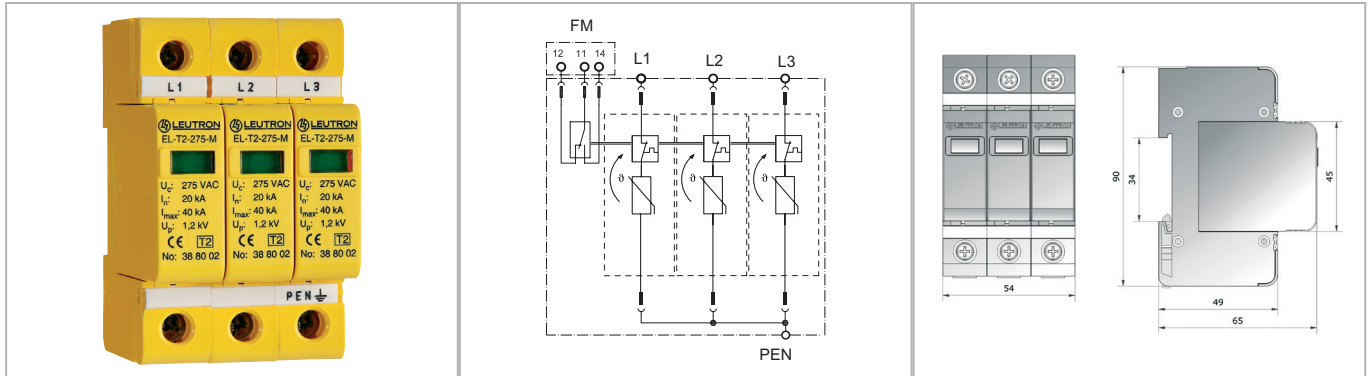 L1 L2 L3
LEUTRON LEUTRON LEUTRON
EL-T2-275-M EL-T2-275-M EL-T2-275-M
Uc: 275 VAC Uc: 275 VAC Uc: 275 VAC
In: 20 kA In: 20 kA In: 20 kA
Imax: 40 kA Imax: 40 kA Imax: 40 kA
Up: 1,2 kV Up: 1,2 kV Up: 1,2 kV
CE T2 CE T2 CE T2
No: 38 80 02 No: 38 80 02 No: 38 80 02
PEN
FM
12 11 14
L1 L2 L3
ϑ ϑ ϑ
PEN
LEUTRON LEUTRON LEUTRON
54
90
34
45
49
65